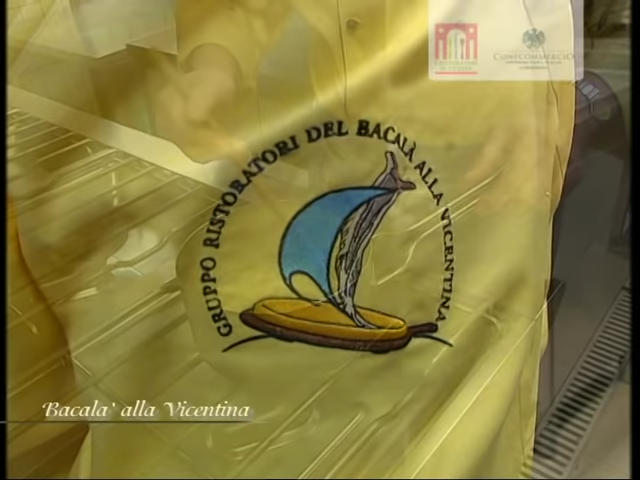 CONFCOMMERCIO
GRUPPO RISTORATORI DEL BACALÀ ALLA VICENTINA
Bacala' alla Vicentina